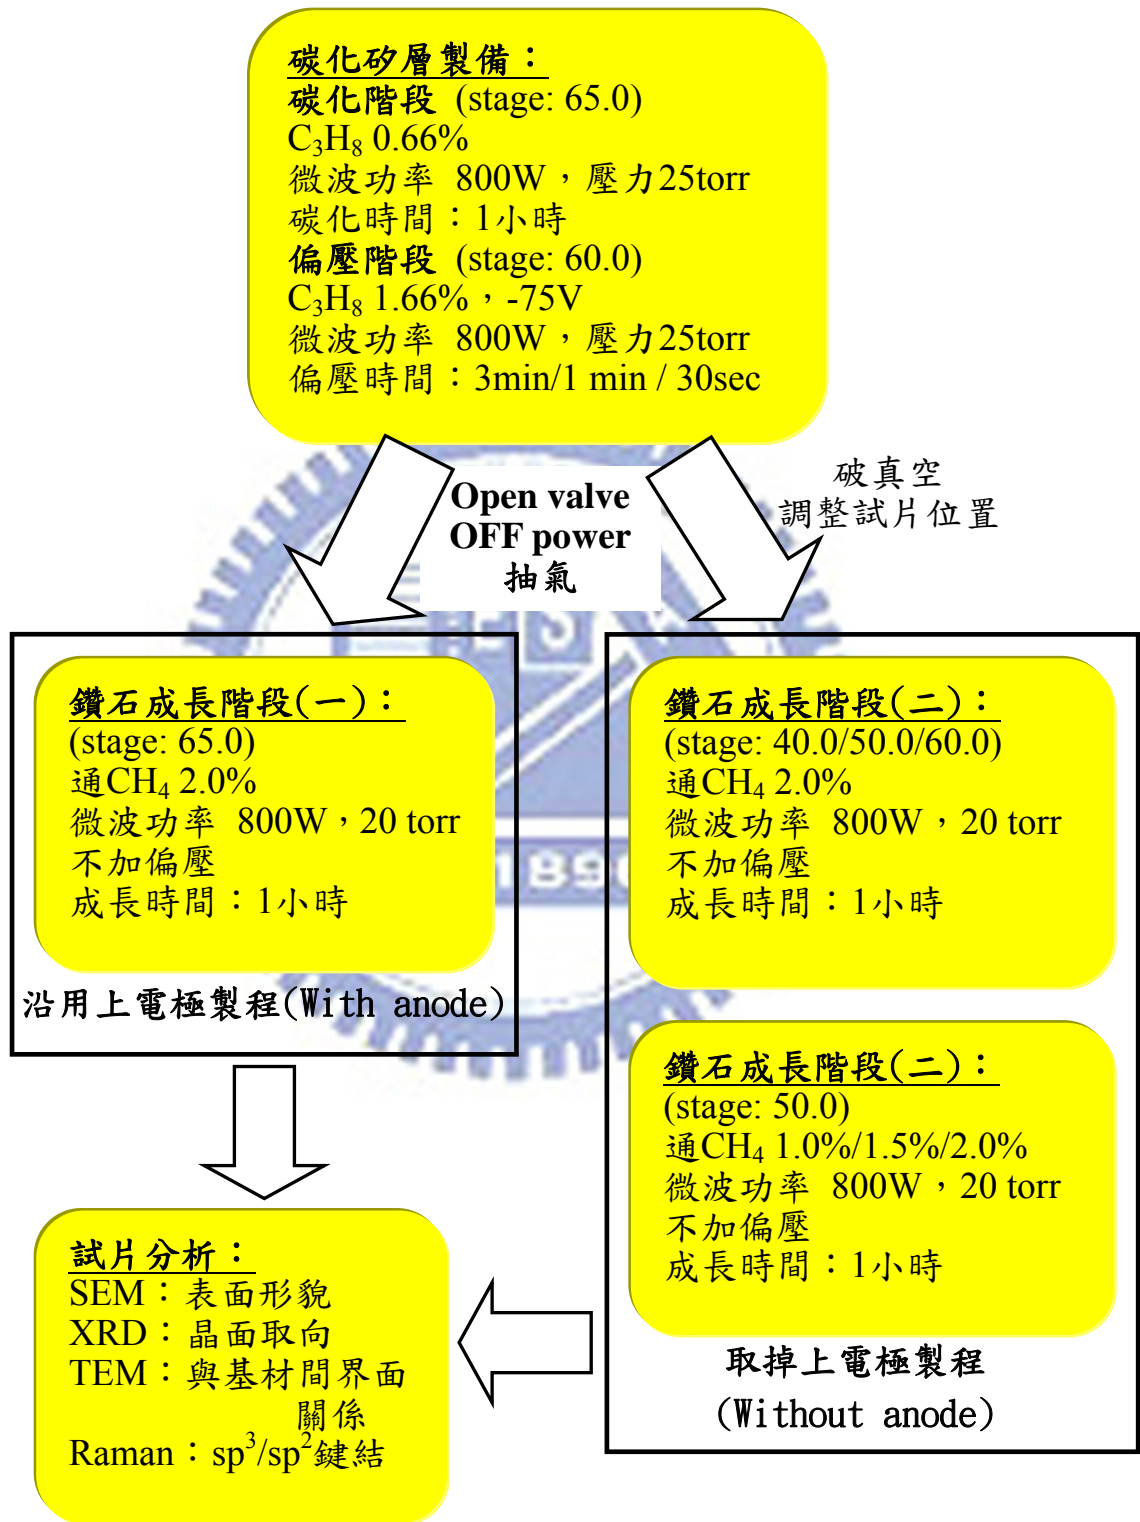 碳化矽層製備：
碳化階段 (stage: 65.0)
C₃H₈ 0.66%
微波功率 800W，壓力25torr
碳化時間：1小時
偏壓階段 (stage: 60.0)
C₃H₈ 1.66%，-75V
微波功率 800W，壓力25torr
偏壓時間：3min/1 min / 30sec
Open valve
OFF power
抽氣
破真空
調整試片位置
鑽石成長階段(一)：
(stage: 65.0)
通CH₄ 2.0%
微波功率 800W，20 torr
不加偏壓
成長時間：1小時
沿用上電極製程(With anode)
鑽石成長階段(二)：
(stage: 40.0/50.0/60.0)
通CH₄ 2.0%
微波功率 800W，20 torr
不加偏壓
成長時間：1小時
鑽石成長階段(二)：
(stage: 50.0)
通CH₄ 1.0%/1.5%/2.0%
微波功率 800W，20 torr
不加偏壓
成長時間：1小時
取掉上電極製程
(Without anode)
試片分析：
SEM：表面形貌
XRD：晶面取向
TEM：與基材間界面
關係
Raman：sp³/sp²鍵結